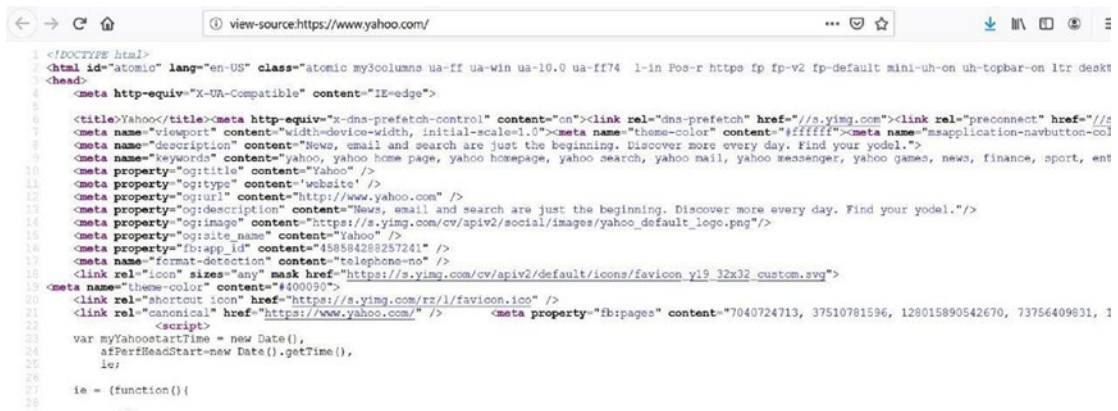 view-source:https://www.yahoo.com/
1 <!DOCTYPE html>
2 <html id="atomic" lang="en-US" class="atomic my3columns ua-ff ua-win ua-10.0 ua-ff74 l-in Pos-r https fp fp-v2 fp-default mini-uh-on uh-topbar-on ltr deskt
3 <head>
4 <meta http-equiv="X-UA-Compatible" content="IE=edge">
5
6 <title>Yahoo</title><meta http-equiv="x-dns-prefetch-control" content="on"><link rel="dns-prefetch" href="//s.yimg.com"><link rel="preconnect" href="//s
7 <meta name="viewport" content="width=device-width, initial-scale=1.0"><meta name="theme-color" content="#ffffff"><meta name="msapplication-navbutton-col
8 <meta name="description" content="News, email and search are just the beginning. Discover more every day. Find your yodel.">
9 <meta name="keywords" content="yahoo, yahoo home page, yahoo homepage, yahoo search, yahoo mail, yahoo messenger, yahoo games, news, finance, sport, ent
10 <meta property="og:title" content="Yahoo" />
11 <meta property="og:type" content='website' />
12 <meta property="og:url" content="http://www.yahoo.com" />
13 <meta property="og:description" content="News, email and search are just the beginning. Discover more every day. Find your yodel."/>
14 <meta property="og:image" content="https://s.yimg.com/cv/apiv2/social/images/yahoo_default_logo.png"/>
15 <meta property="og:site_name" content="Yahoo" />
16 <meta property="fb:app_id" content="458584288257241" />
17 <meta name="format-detection" content="telephone=no" />
18 <link rel="icon" sizes="any" mask href="https://s.yimg.com/cv/apiv2/default/icons/favicon_y19_32x32_custom.svg">
19 <meta name="theme-color" content="#400090">
20 <link rel="shortcut icon" href="https://s.yimg.com/rz/l/favicon.ico" />
21 <link rel="canonical" href="https://www.yahoo.com/" /> <meta property="fb:pages" content="7040724713, 37510781596, 128015890542670, 73756409831, 1
22 <script>
23 var myYahoostartTime = new Date(),
24 afPerfHeadStart=new Date().getTime(),
25 ie;
26
27 ie = (function(){
28